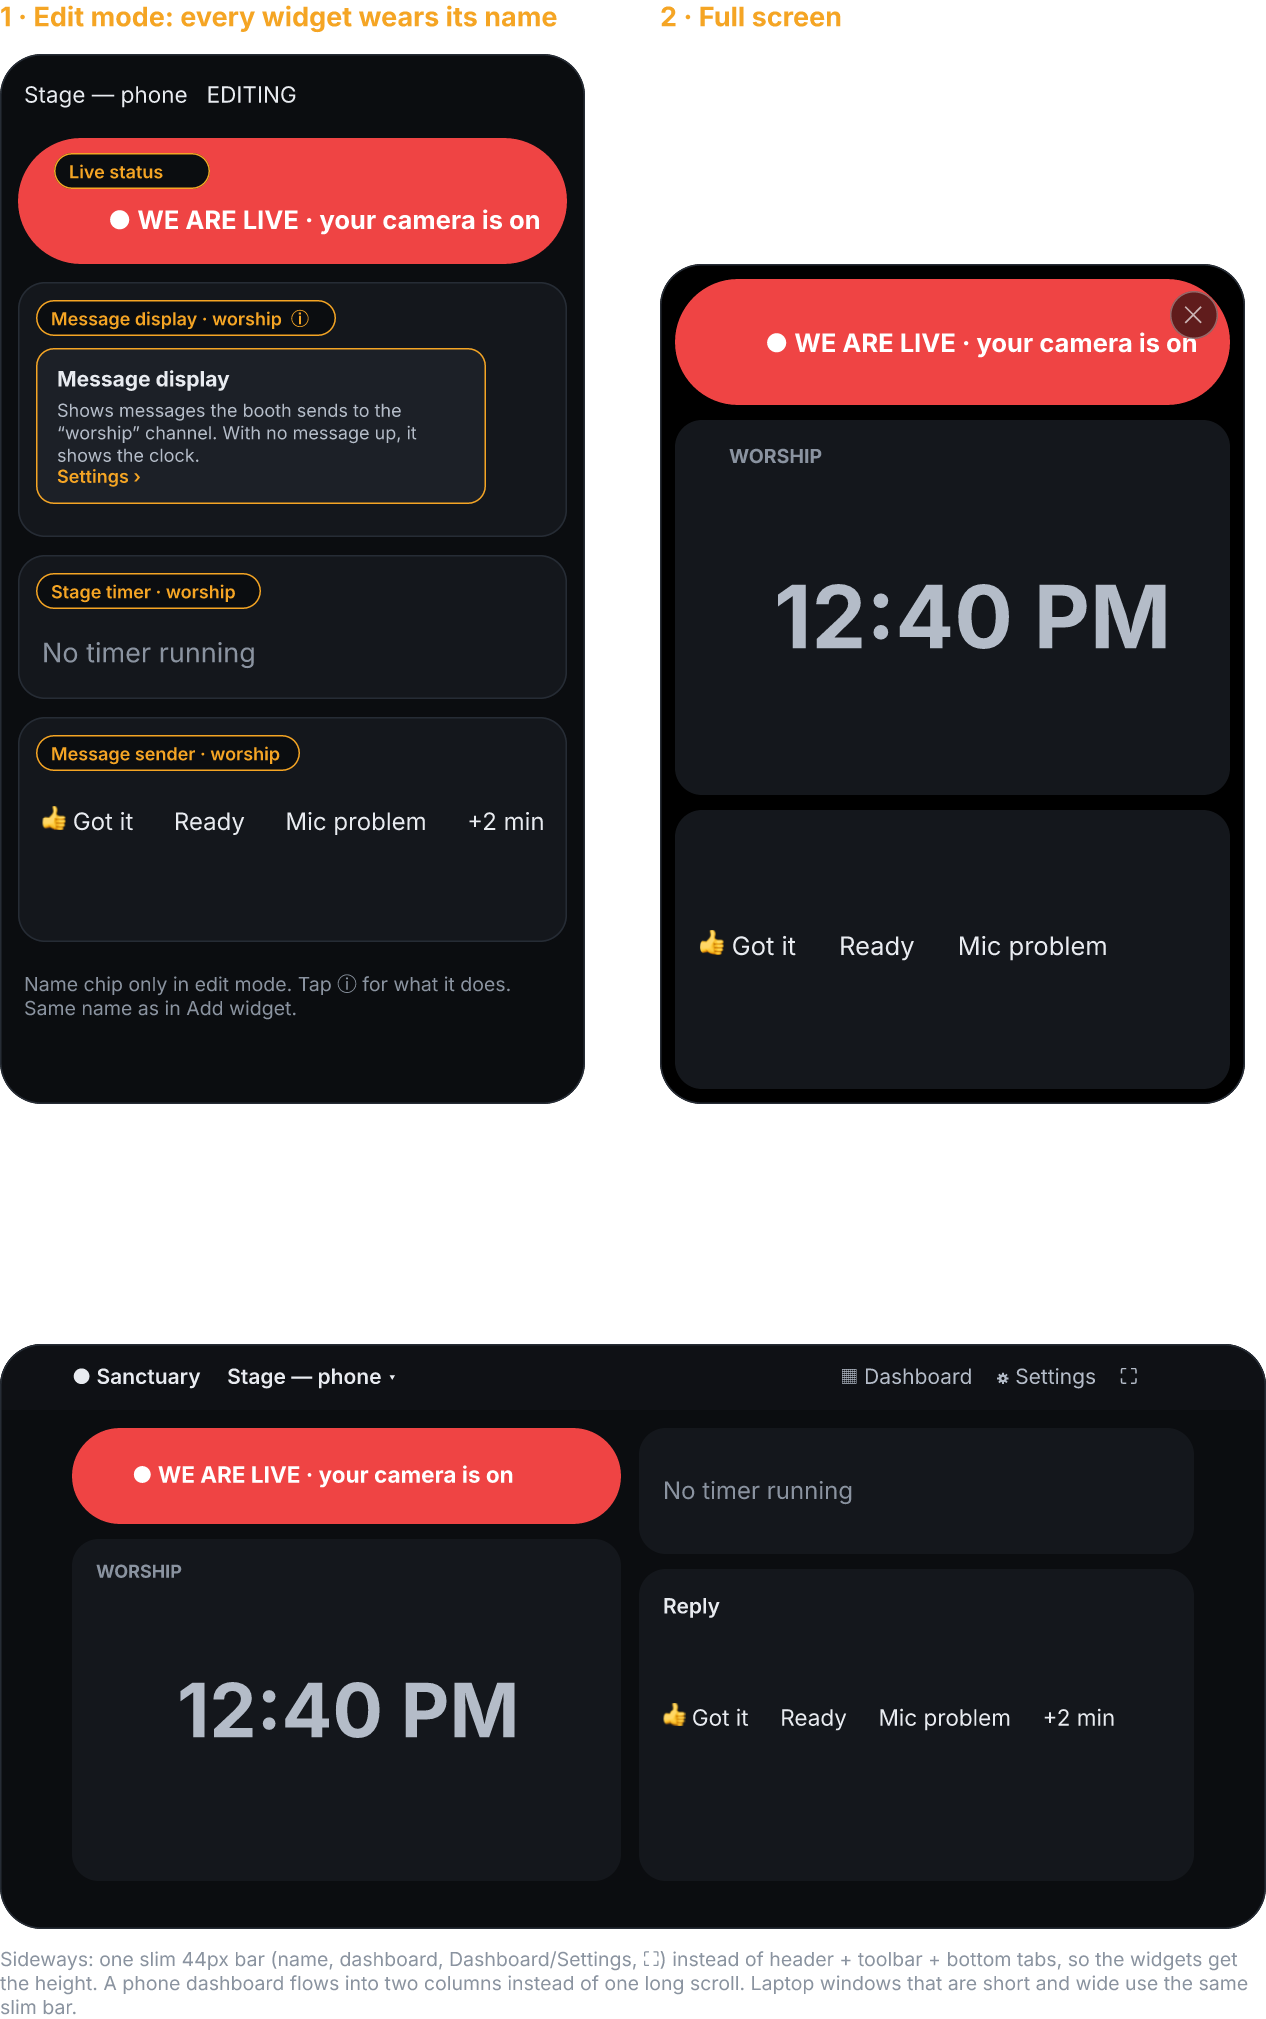 1 · Edit mode: every widget wears its name
Stage — phone EDITING
Live status
● WE ARE LIVE · your camera is on
Message display · worship ⓘ
Message display
Shows messages the booth sends to the
“worship” channel. With no message up, it
shows the clock.
Settings ›
Stage timer · worship
No timer running
Message sender · worship
👍 Got it Ready Mic problem +2 min
Name chip only in edit mode. Tap ⓘ for what it does.
Same name as in Add widget.
2 · Full screen
● WE ARE LIVE · your camera is on
WORSHIP
12:40 PM
👍 Got it Ready Mic problem
● Sanctuary Stage — phone ▾ ▦ Dashboard ⚙ Settings ⛶
● WE ARE LIVE · your camera is on
WORSHIP
12:40 PM
No timer running
Reply
👍 Got it Ready Mic problem +2 min
Sideways: one slim 44px bar (name, dashboard, Dashboard/Settings, ⛶) instead of header + toolbar + bottom tabs, so the widgets get
the height. A phone dashboard flows into two columns instead of one long scroll. Laptop windows that are short and wide use the same
slim bar.